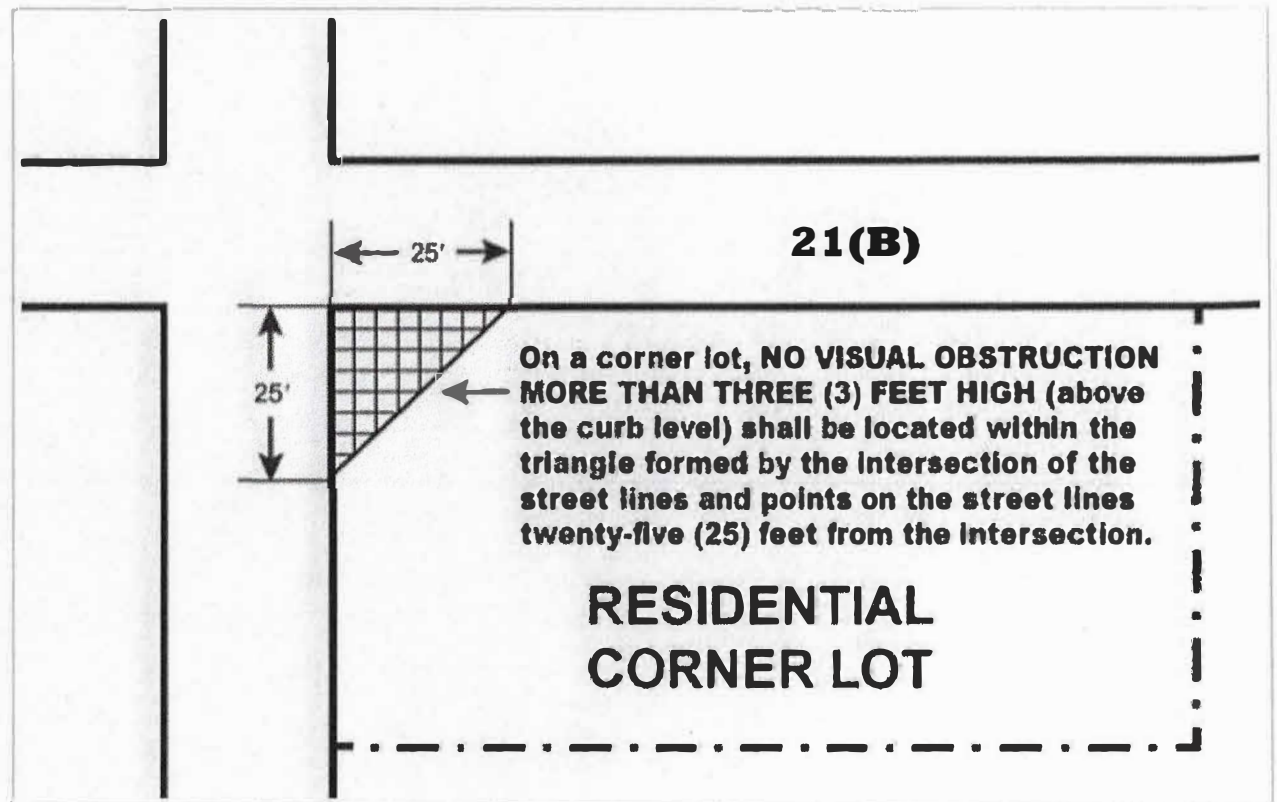 25'
21(B)
25'
On a corner lot, NO VISUAL OBSTRUCTION
MORE THAN THREE (3) FEET HIGH (above
the curb level) shall be located within the
triangle formed by the intersection of the
street lines and points on the street lines
twenty-five (25) feet from the intersection.
RESIDENTIAL
CORNER LOT